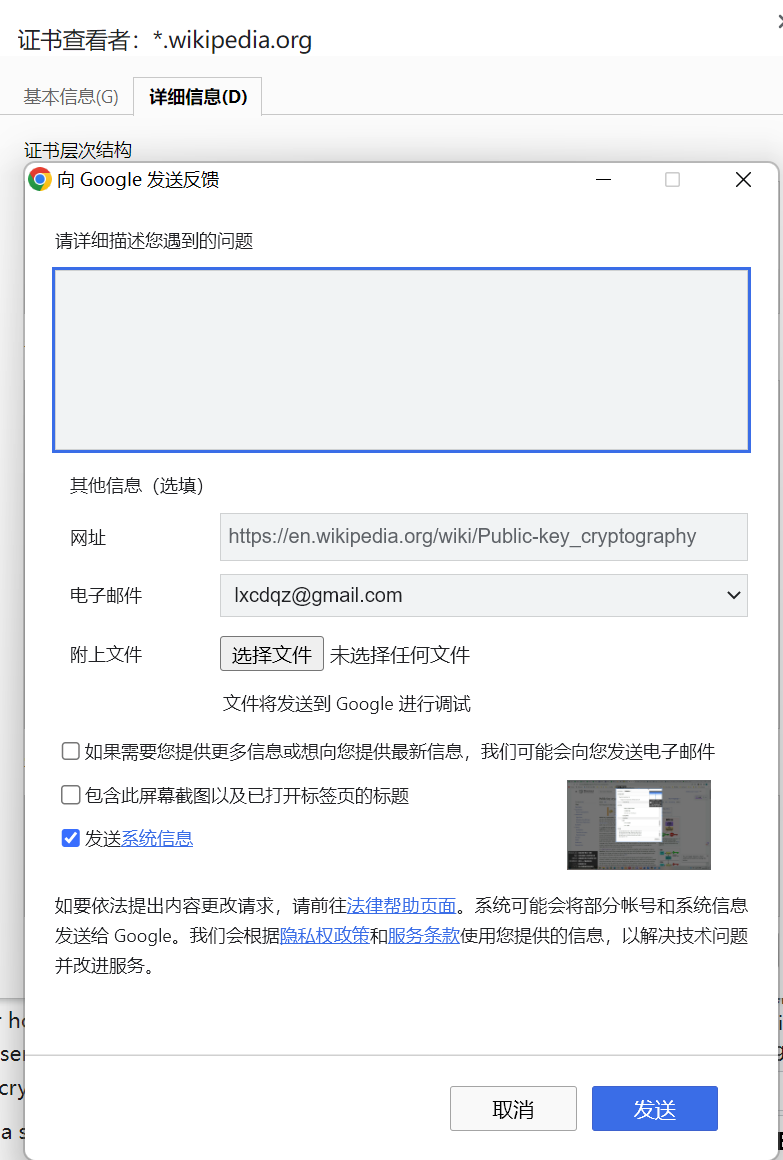 证书查看者：*.wikipedia.org
基本信息(G) 详细信息(D)
证书层次结构
向 Google 发送反馈
请详细描述您遇到的问题
其他信息（选填）
网址 https://en.wikipedia.org/wiki/Public-key_cryptography
电子邮件 lxcdqz@gmail.com
附上文件 选择文件 未选择任何文件
文件将发送到 Google 进行调试
如果需要您提供更多信息或想向您提供最新信息，我们可能会向您发送电子邮件
包含此屏幕截图以及已打开标签页的标题
发送系统信息
如要依法提出内容更改请求，请前往法律帮助页面。系统可能会将部分帐号和系统信息
发送给 Google。我们会根据隐私权政策和服务条款使用您提供的信息，以解决技术问题
并改进服务。
取消 发送